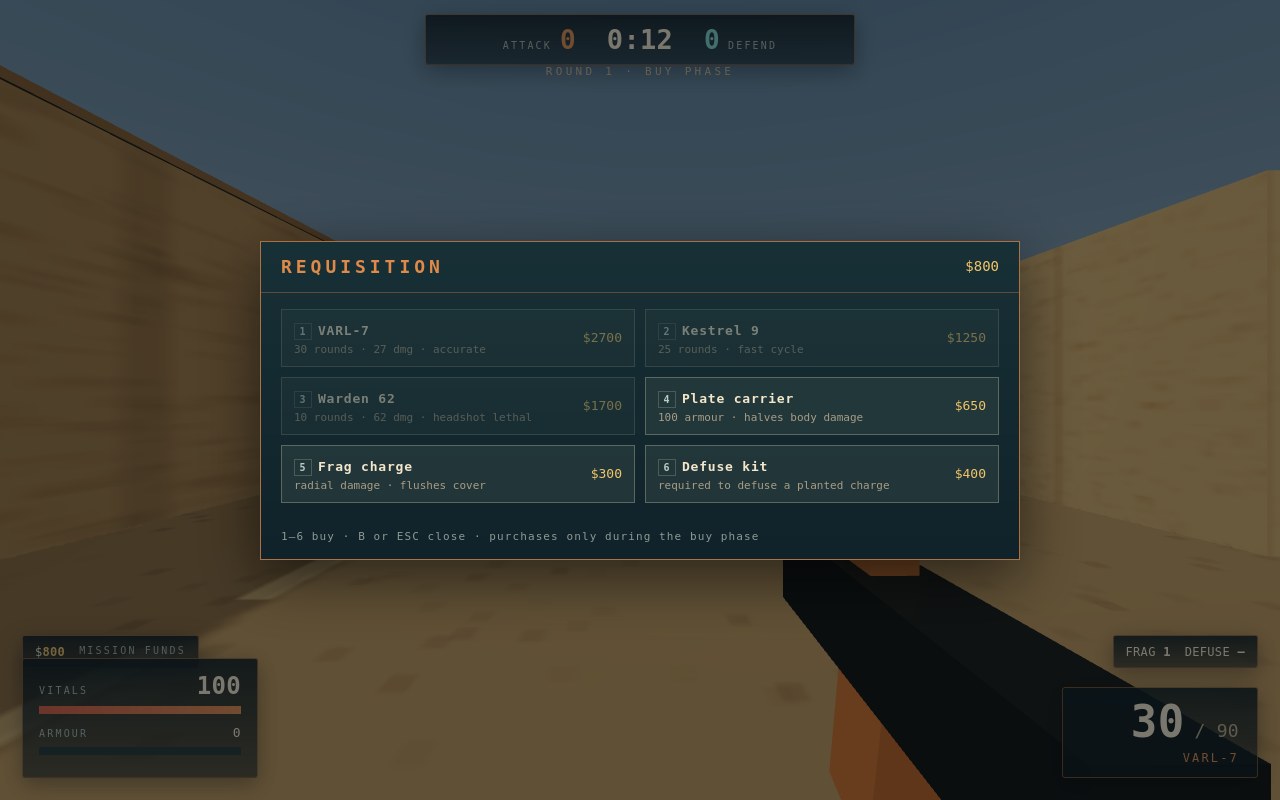 ATTACK 0 0:12 0 DEFEND
ROUND 1 · BUY PHASE
REQUISITION $800
1 VARL-7 $2700
30 rounds · 27 dmg · accurate
2 Kestrel 9 $1250
25 rounds · fast cycle
3 Warden 62 $1700
10 rounds · 62 dmg · headshot lethal
4 Plate carrier $650
100 armour · halves body damage
5 Frag charge $300
radial damage · flushes cover
6 Defuse kit $400
required to defuse a planted charge
1–6 buy · B or ESC close · purchases only during the buy phase
$800 MISSION FUNDS
VITALS 100
ARMOUR 0
FRAG 1 DEFUSE —
30 / 90
VARL-7